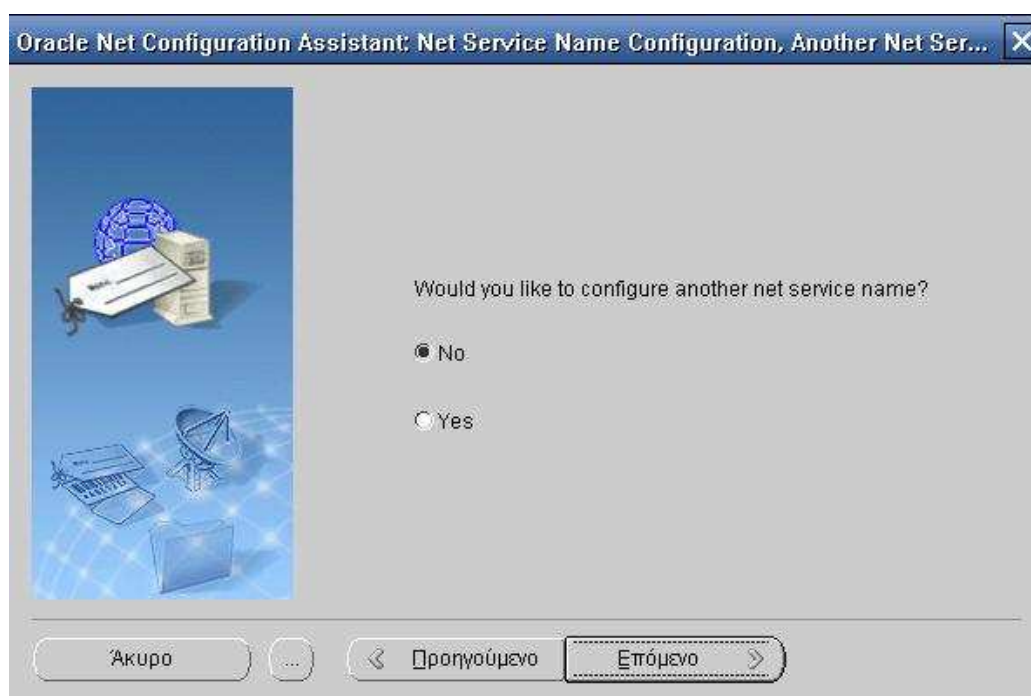 Oracle Net Configuration Assistant: Net Service Name Configuration, Another Net Ser...
Would you like to configure another net service name?
No
Yes
Άκυρο
...
Προηγούμενο
Επόμενο